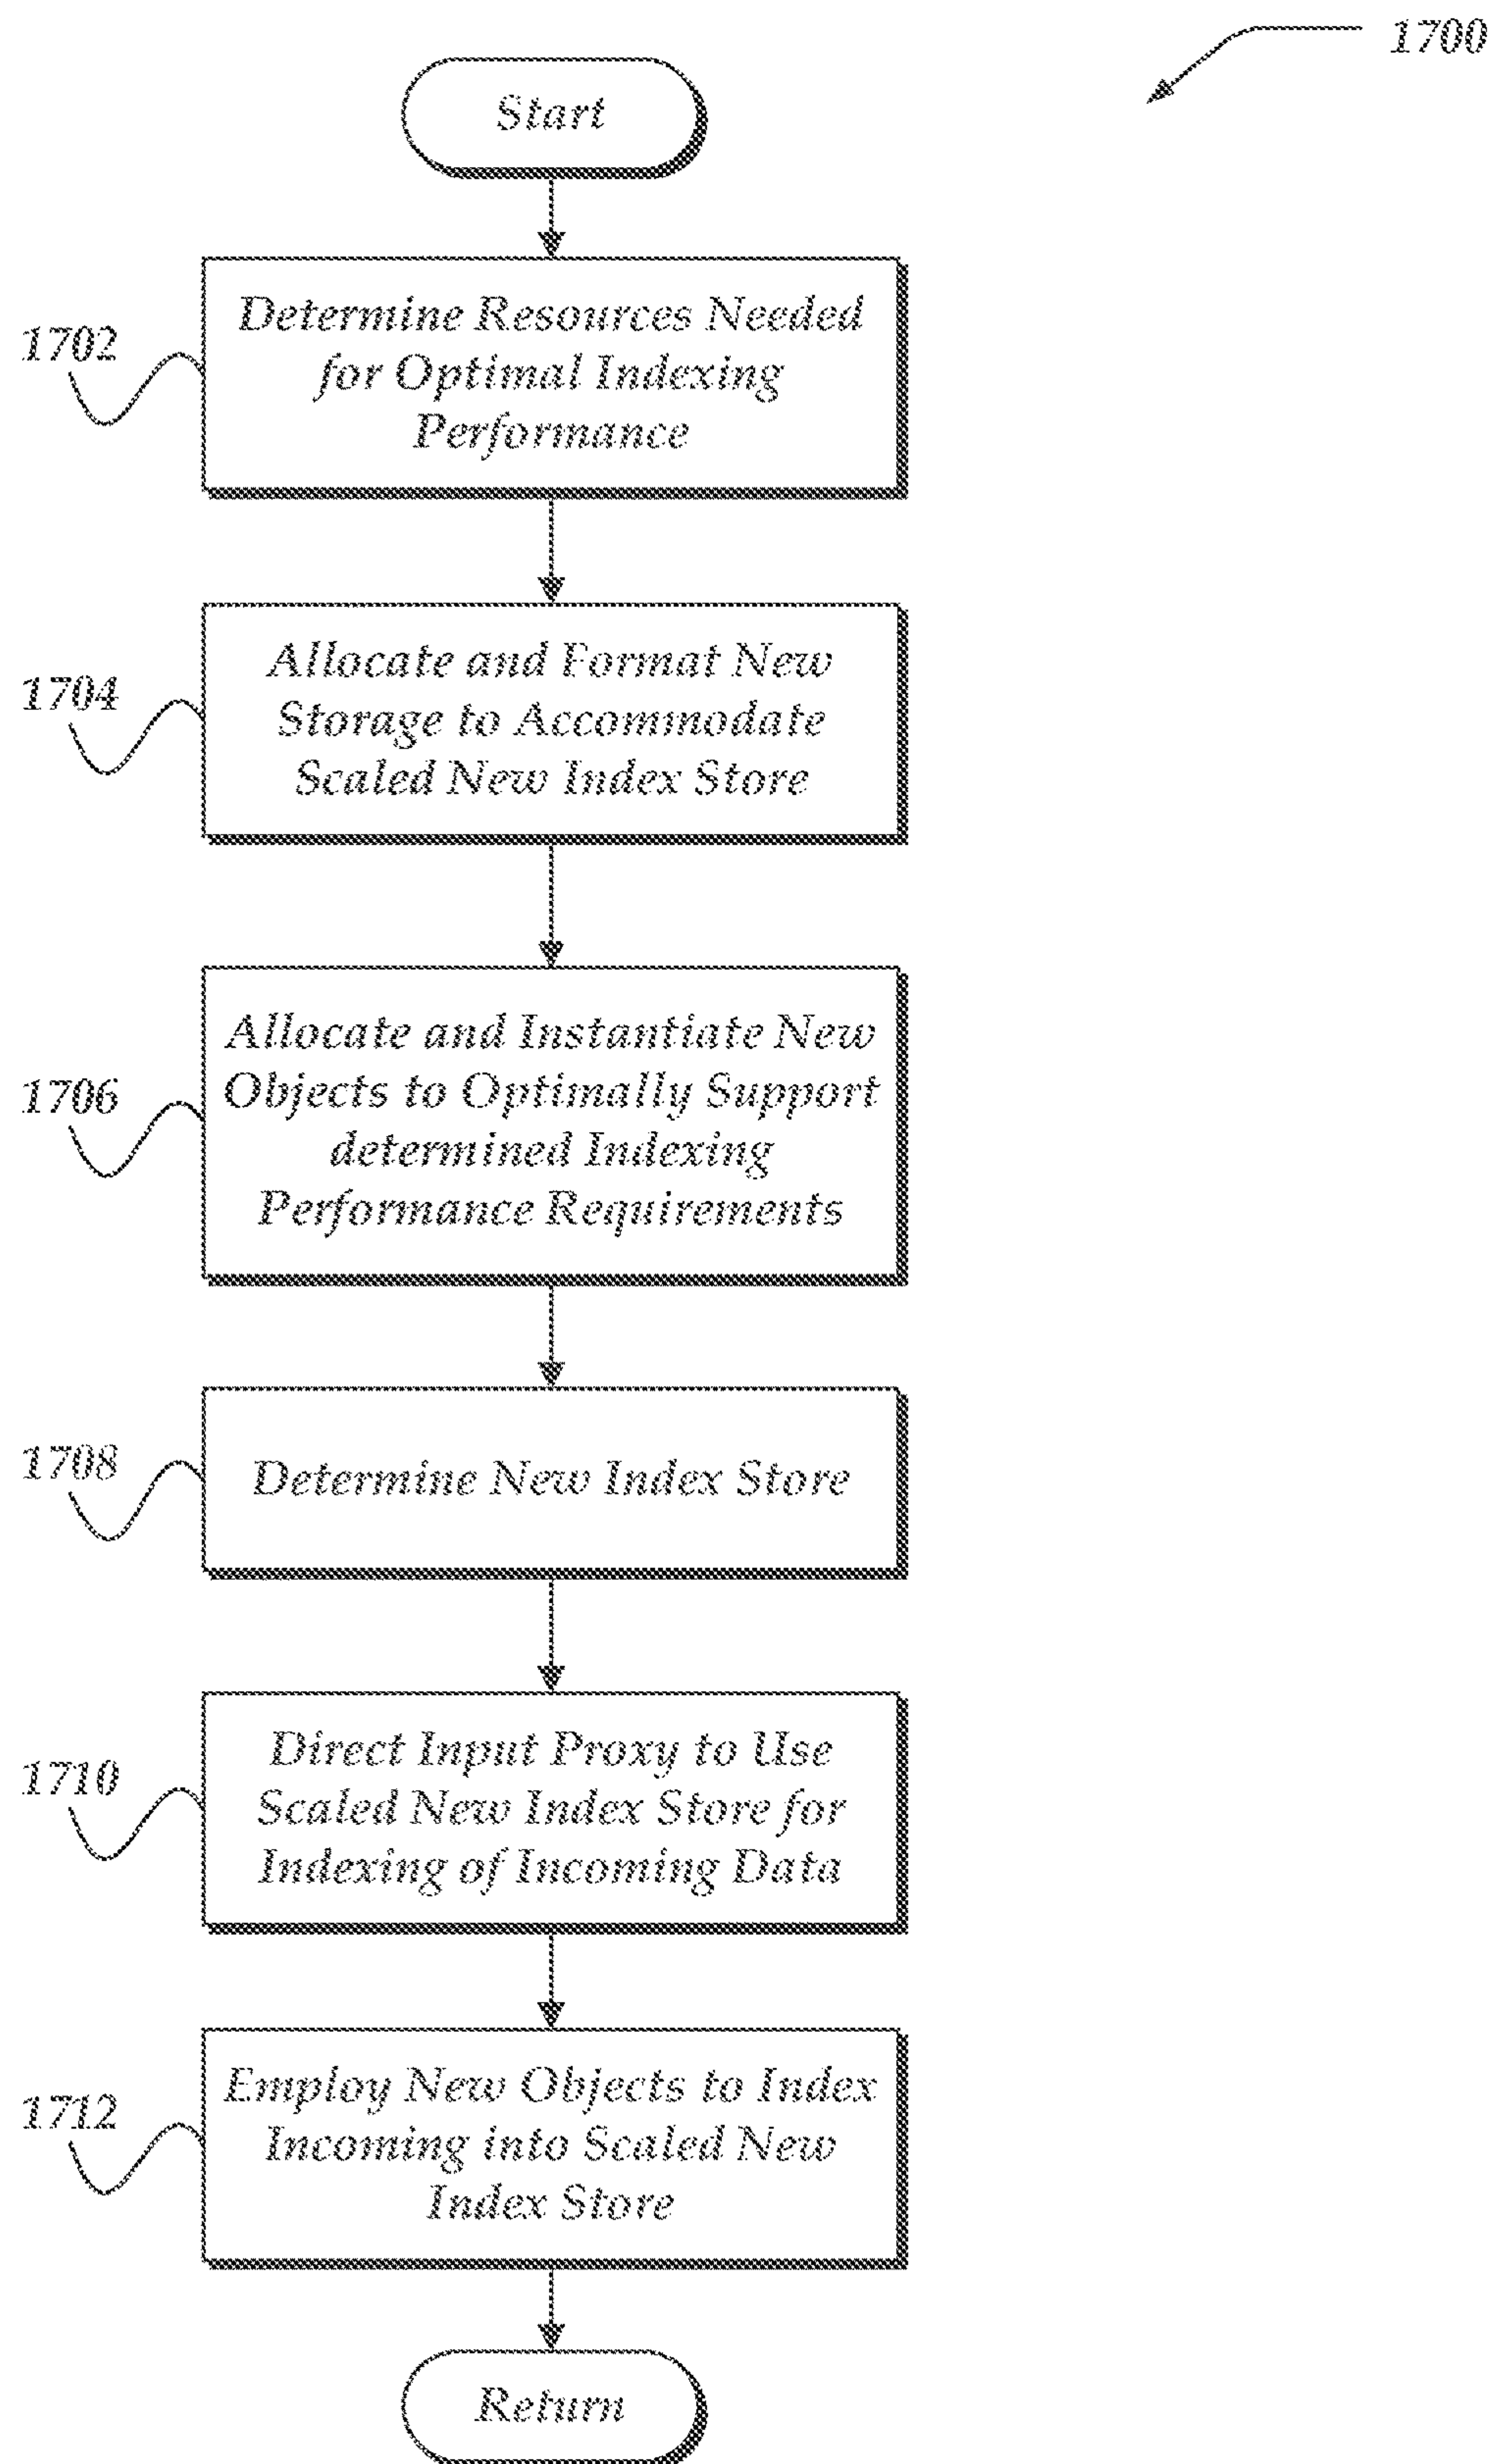 1700
Start
1702
Determine Resources Needed
for Optimal Indexing
Performance
1704
Allocate and Format New
Storage to Accommodate
Scaled New Index Store
1706
Allocate and Instantiate New
Objects to Optimally Support
determined Indexing
Performance Requirements
1708
Determine New Index Store
1710
Direct Input Proxy to Use
Scaled New Index Store for
Indexing of Incoming Data
1712
Employ New Objects to Index
Incoming into Scaled New
Index Store
Return